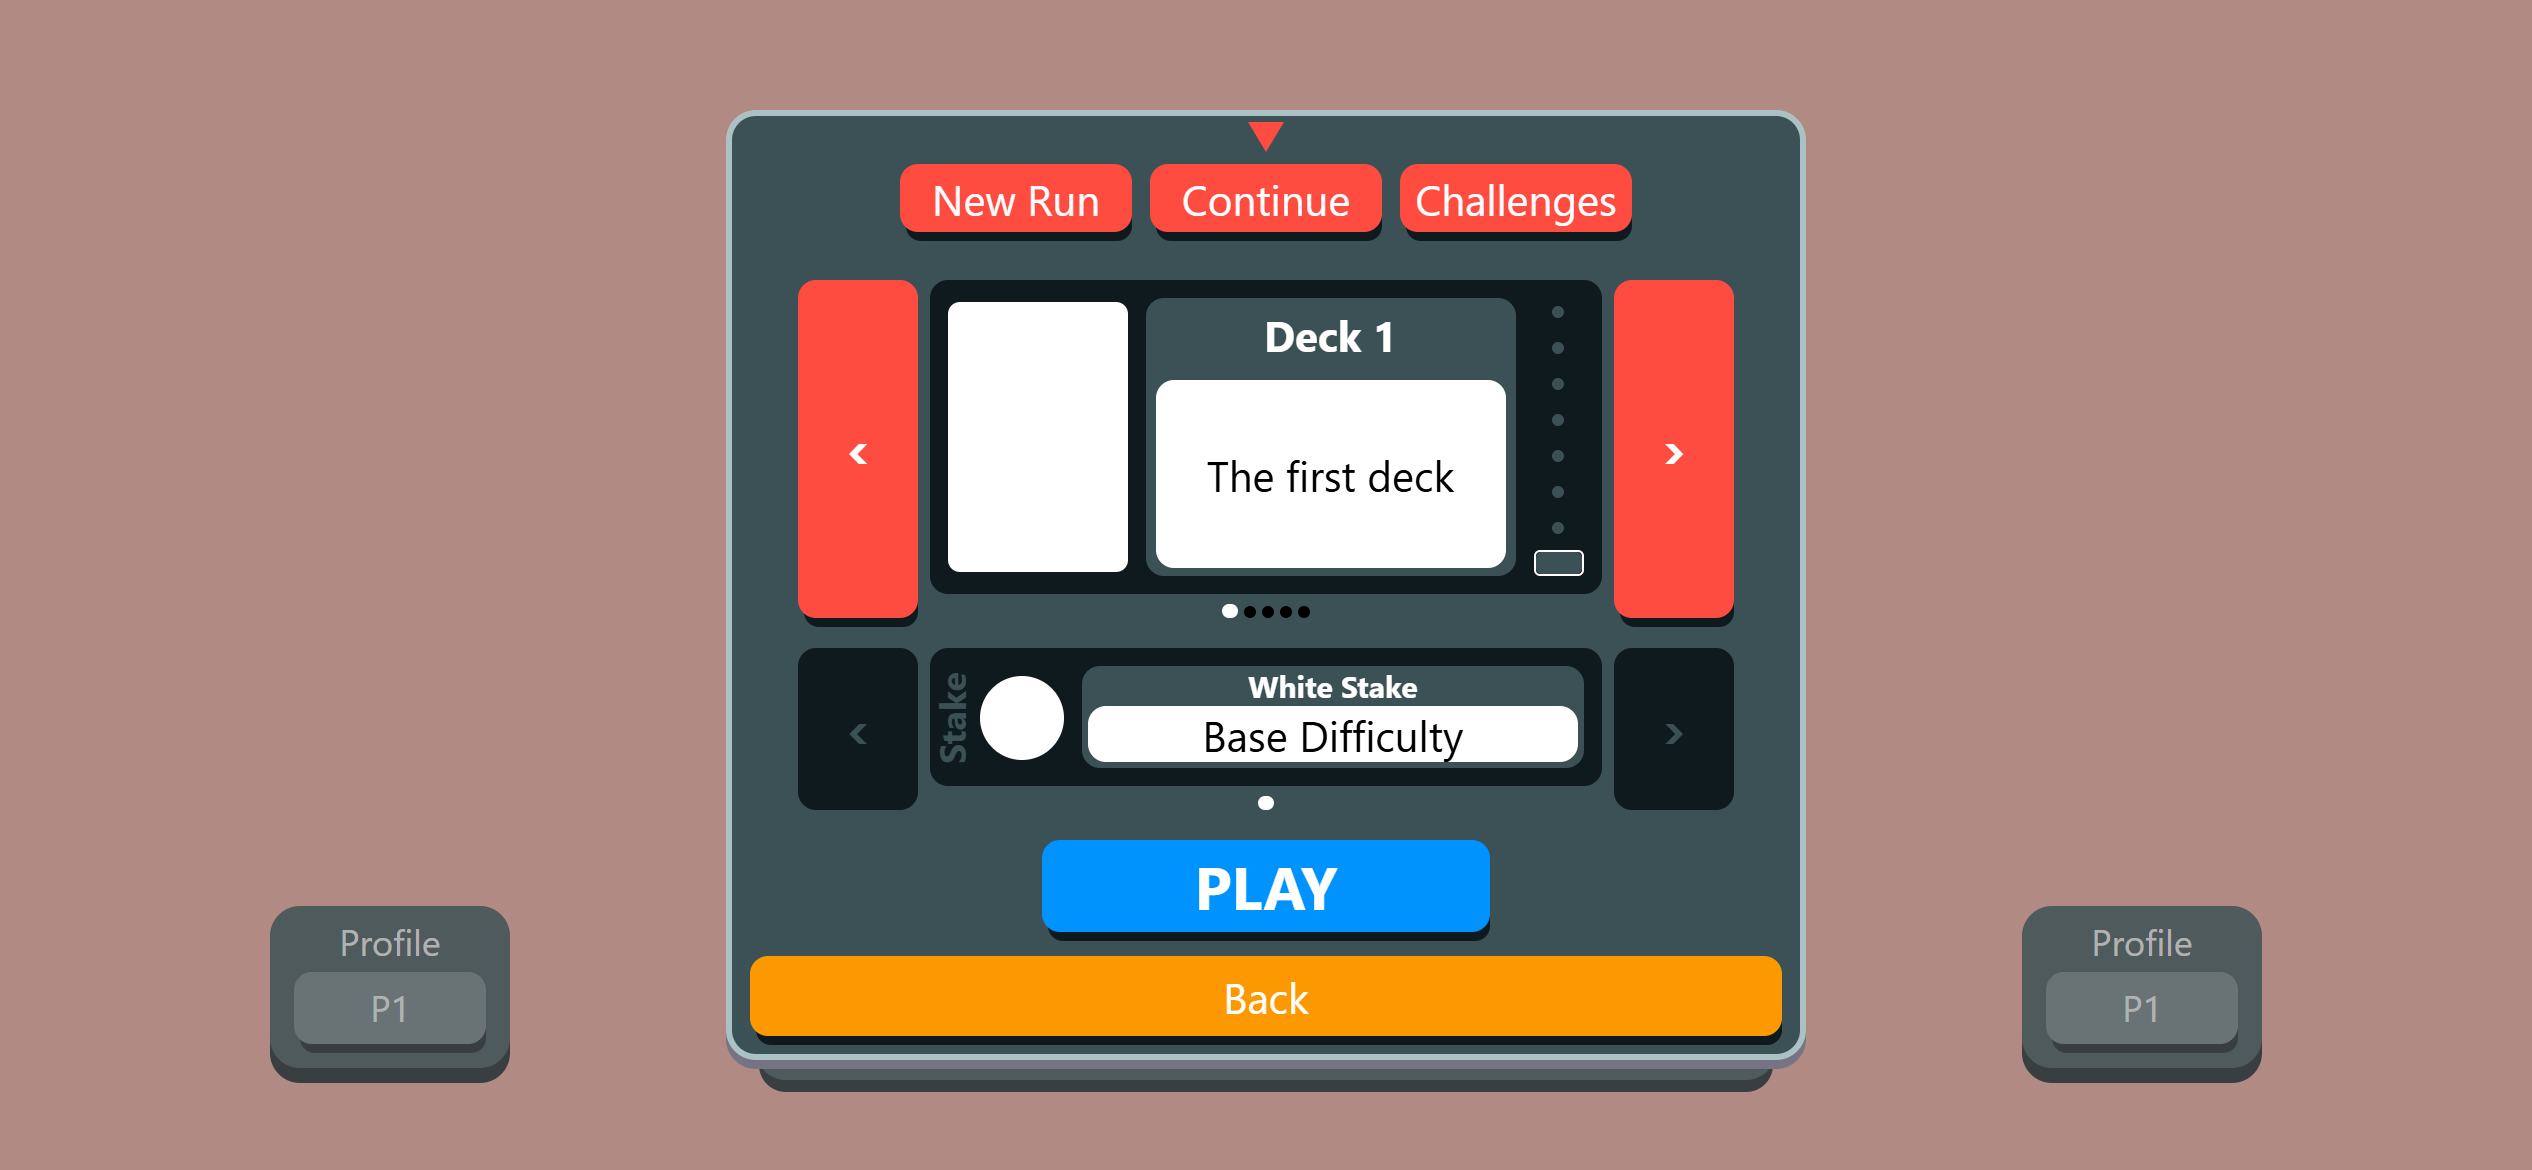 New Run
Continue
Challenges
<
Deck 1
The first deck
>
<
Stake
White Stake
Base Difficulty
>
PLAY
Back
Profile
P1
Profile
P1